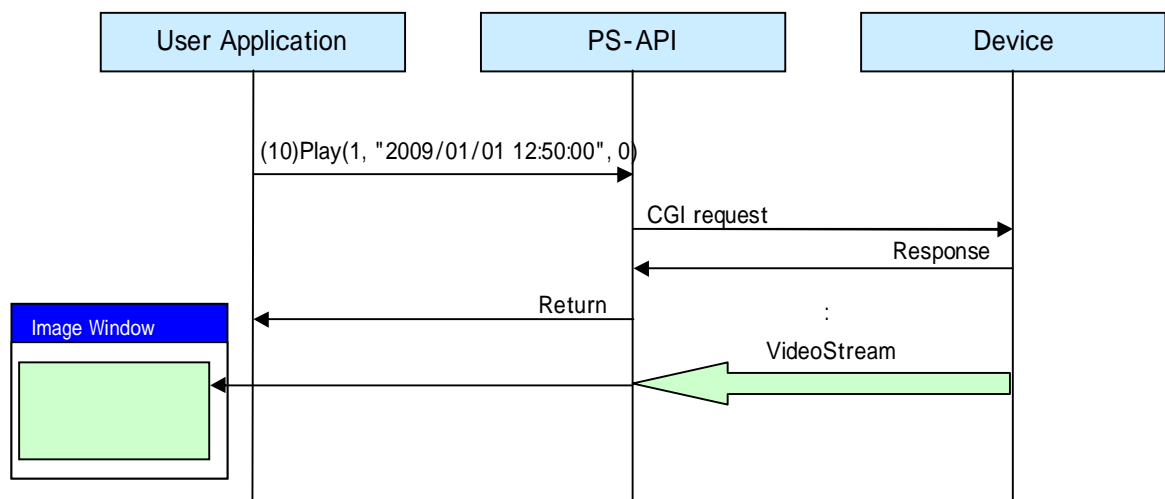 User Application
PS-API
Device
(10)Play(1, "2009/01/01 12:50:00", 0)
CGI request
Response
Return
:
Image Window
VideoStream